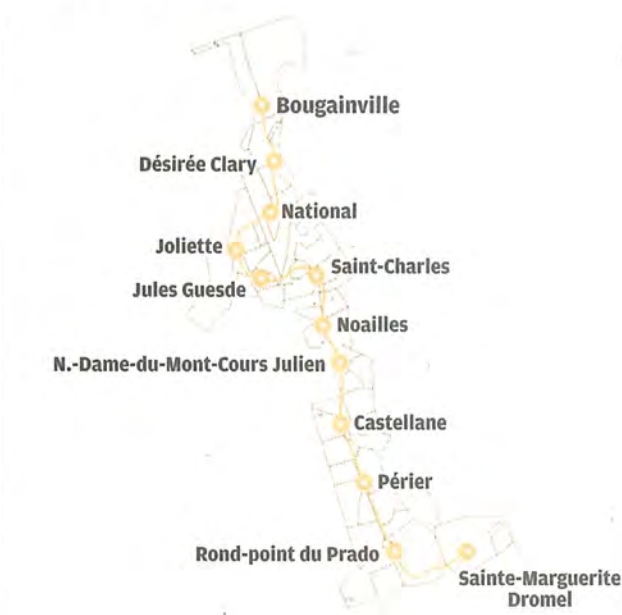 Bougainville
Désirée Clary
National
Joliette
Saint-Charles
Jules Guesde
Noailles
N.-Dame-du-Mont-Cours Julien
Castellane
Périer
Rond-point du Prado
Sainte-Marguerite
Dromel